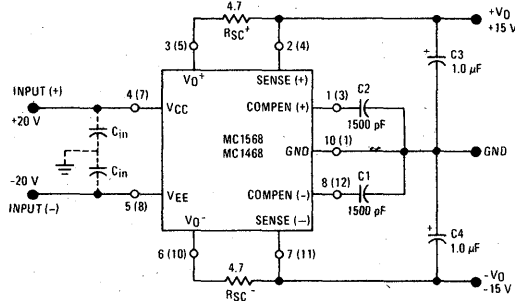 4.7
RSC+
+VO
+15 V
3 (5)
2 (4)
VO+
SENSE (+)
C3
1.0 µF
INPUT (+)
+20 V
4 (7)
VCC
COMPEN (+)
1 (3)
C2
1500 pF
Cin
MC1568
MC1468
GND
10 (1)
GND
Cin
COMPEN (−)
8 (12)
C1
1500 pF
-20 V
INPUT (−)
VEE
5 (8)
SENSE (−)
VO-
C4
1.0 µF
6 (10)
7 (11)
4.7
RSC-
-VO
-15 V